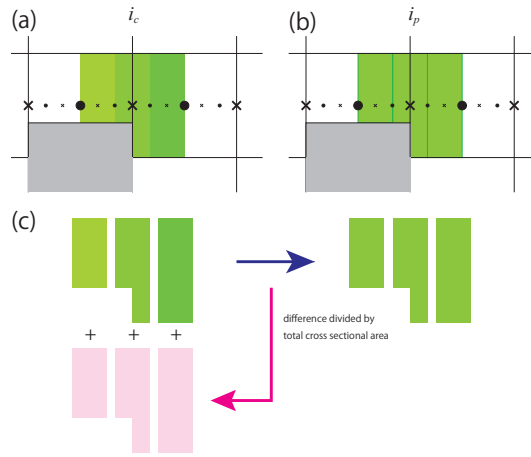 (a)
i_c
(b)
i_p
(c)
difference divided by
total cross sectional area
+ + +